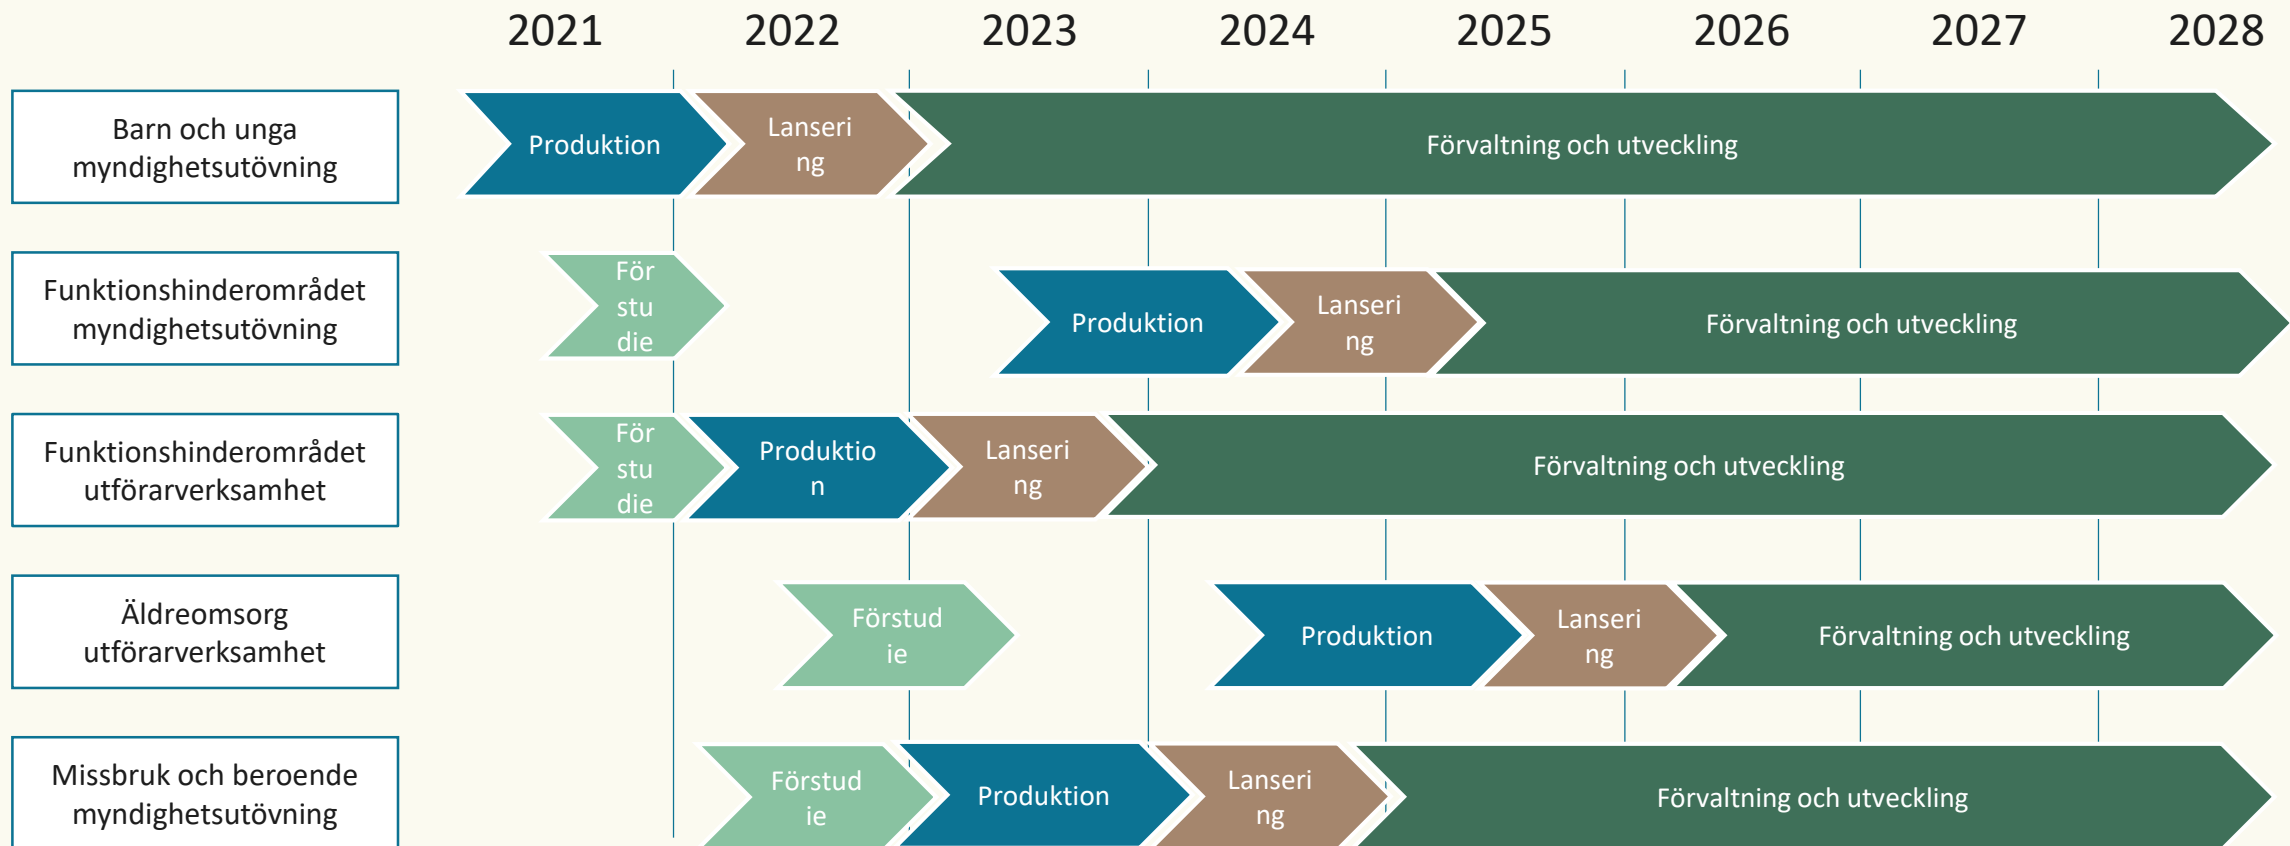 2021 2022 2023 2024 2025 2026 2027 2028
Barn och unga
myndighetsutövning
Produktion
Lanseri
ng
Förvaltning och utveckling
Funktionshinderområdet
myndighetsutövning
För
stu
die
Produktion
Lanseri
ng
Förvaltning och utveckling
Funktionshinderområdet
utförarverksamhet
För
stu
die
Produktio
n
Lanseri
ng
Förvaltning och utveckling
Äldreomsorg
utförarverksamhet
Förstud
ie
Produktion
Lanseri
ng
Förvaltning och utveckling
Missbruk och beroende
myndighetsutövning
Förstud
ie
Produktion
Lanseri
ng
Förvaltning och utveckling